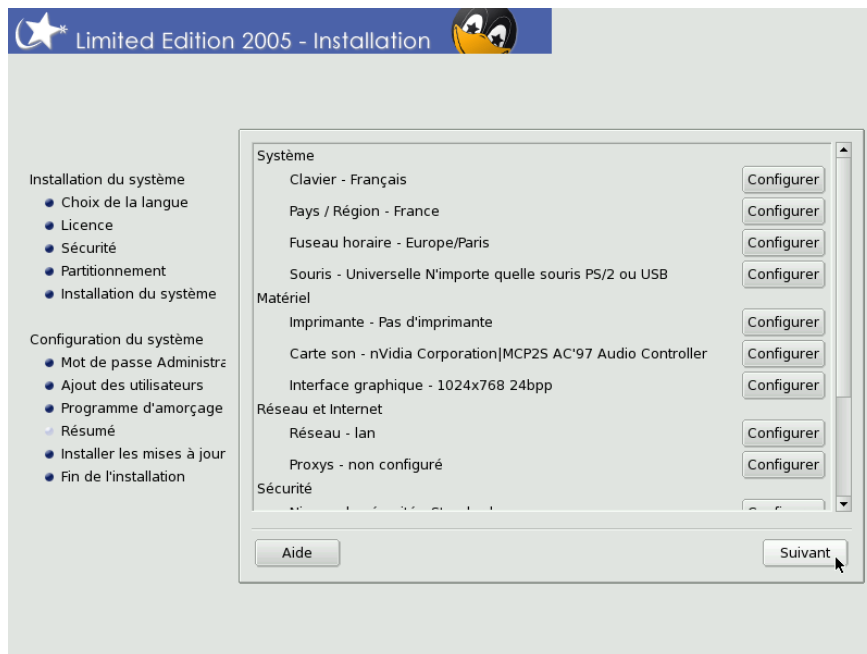 Limited Edition 2005 - Installation
Installation du système
Choix de la langue
Licence
Sécurité
Partitionnement
Installation du système
Configuration du système
Mot de passe Administra
Ajout des utilisateurs
Programme d'amorçage
Résumé
Installer les mises à jour
Fin de l'installation
Système
Clavier - Français Configurer
Pays / Région - France Configurer
Fuseau horaire - Europe/Paris Configurer
Souris - Universelle N'importe quelle souris PS/2 ou USB Configurer
Matériel
Imprimante - Pas d'imprimante Configurer
Carte son - nVidia Corporation|MCP2S AC'97 Audio Controller Configurer
Interface graphique - 1024x768 24bpp Configurer
Réseau et Internet
Réseau - lan Configurer
Proxys - non configuré Configurer
Sécurité
Aide Suivant